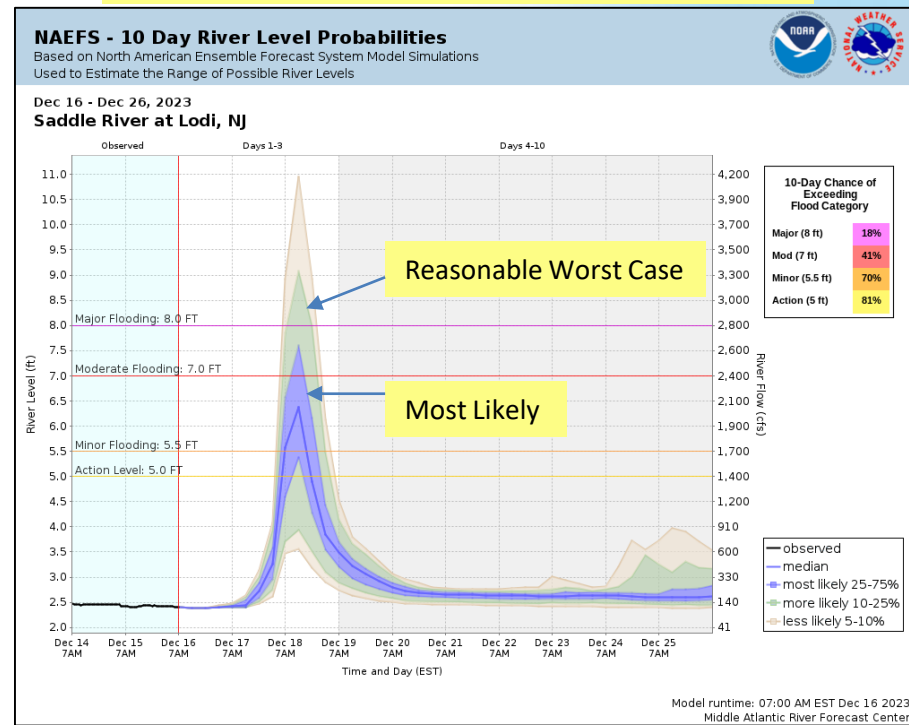 NAEFS - 10 Day River Level Probabilities
Based on North American Ensemble Forecast System Model Simulations
Used to Estimate the Range of Possible River Levels
NOAA
NATIONAL WEATHER SERVICE
Dec 16 - Dec 26, 2023
Saddle River at Lodi, NJ
Observed
Days 1-3
Days 4-10
River Level (ft)
11.0
10.5
10.0
9.5
9.0
8.5
8.0
7.5
7.0
6.5
6.0
5.5
5.0
4.5
4.0
3.5
3.0
2.5
2.0
Major Flooding: 8.0 FT
Moderate Flooding: 7.0 FT
Minor Flooding: 5.5 FT
Action Level: 5.0 FT
Reasonable Worst Case
Most Likely
4,200
3,900
3,700
3,500
3,300
3,000
2,800
2,600
2,400
2,100
1,900
1,700
1,400
1,200
910
600
330
140
41
River Flow (cfs)
Dec 14 Dec 15 Dec 16 Dec 17 Dec 18 Dec 19 Dec 20 Dec 21 Dec 22 Dec 23 Dec 24 Dec 25
7AM 7AM 7AM 7AM 7AM 7AM 7AM 7AM 7AM 7AM 7AM 7AM
Time and Day (EST)
10-Day Chance of
Exceeding
Flood Category
Major (8 ft) 18%
Mod (7 ft) 41%
Minor (5.5 ft) 70%
Action (5 ft) 81%
observed
median
most likely 25-75%
more likely 10-25%
less likely 5-10%
Model runtime: 07:00 AM EST Dec 16 2023
Middle Atlantic River Forecast Center